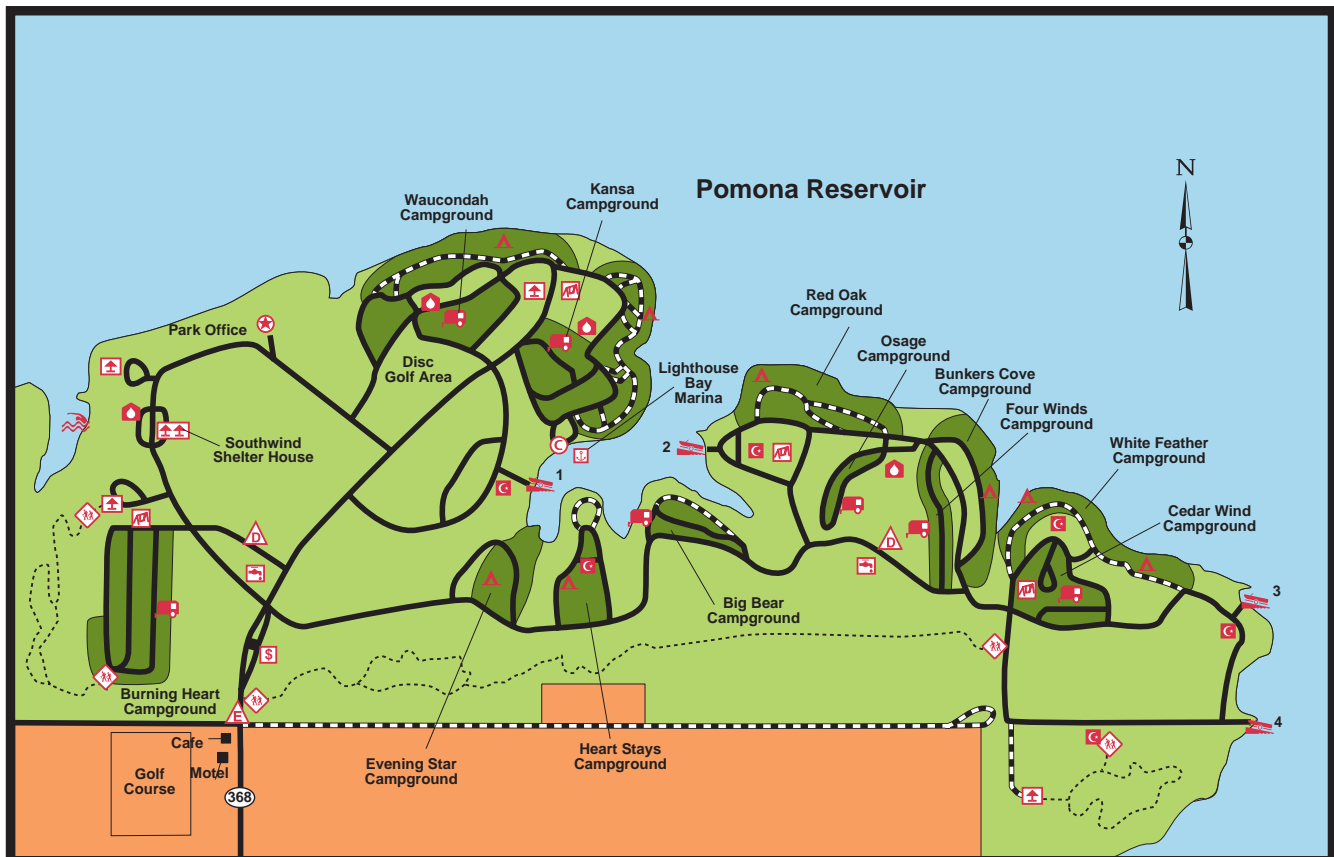 Pomona Reservoir
N
Waucondah
Campground
Kansa
Campground
Red Oak
Campground
Park Office
Disc
Golf Area
Osage
Campground
Lighthouse
Bay
Marina
Bunkers Cove
Campground
Four Winds
Campground
Southwind
Shelter House
C
2
1
White Feather
Campground
Cedar Wind
Campground
D
D
3
Big Bear
Campground
$
Burning Heart
Campground
E
4
Cafe
Motel
Golf
Course
368
Evening Star
Campground
Heart Stays
Campground